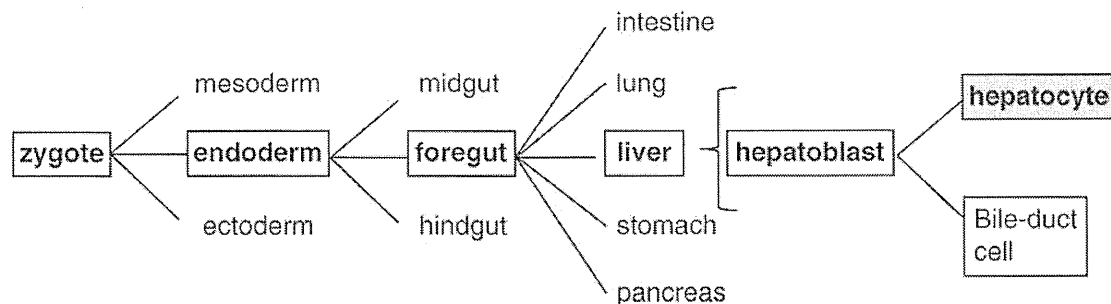 zygote
mesoderm
endoderm
ectoderm
midgut
foregut
hindgut
intestine
lung
liver
stomach
pancreas
hepatoblast
hepatocyte
Bile-duct
cell